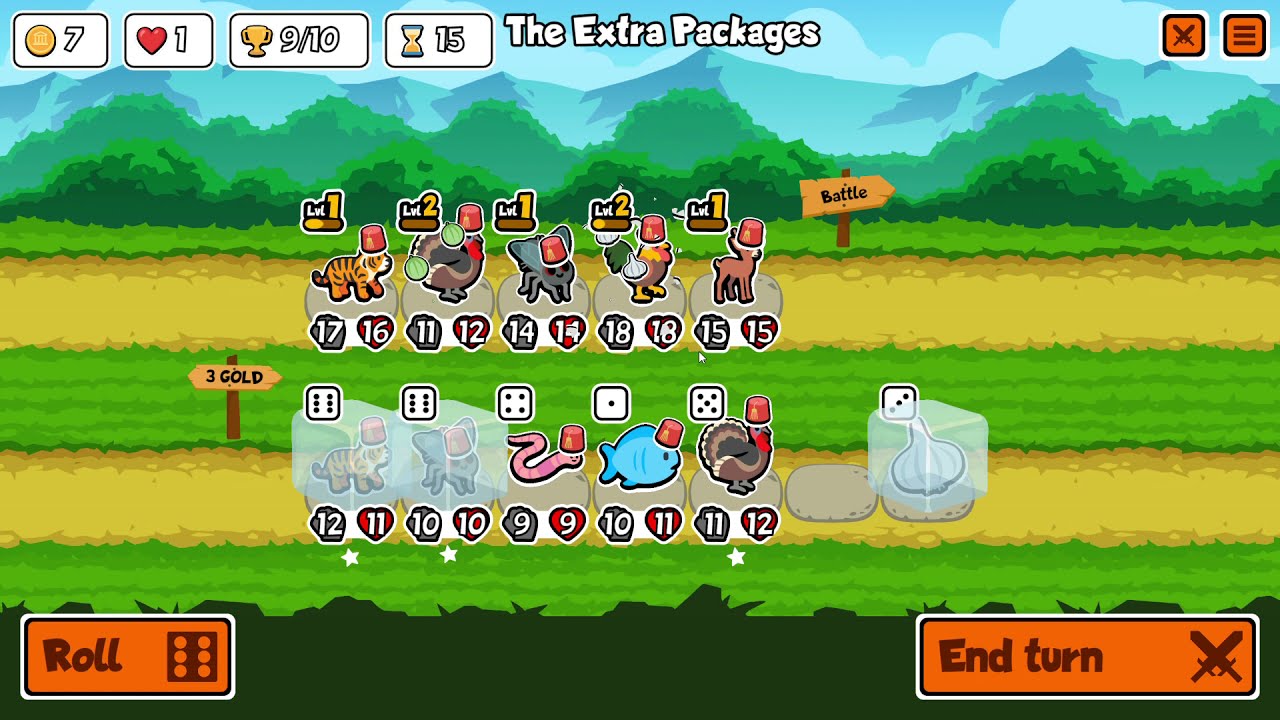 7
1
9/10
15
The Extra Packages
Lvl 1
Lvl 2
Lvl 1
Lvl 2
Lvl 1
Battle
17 16 11 12 14 18 18 15 15
3 GOLD
12 11 10 10 9 9 10 11 11 12
Roll
End turn